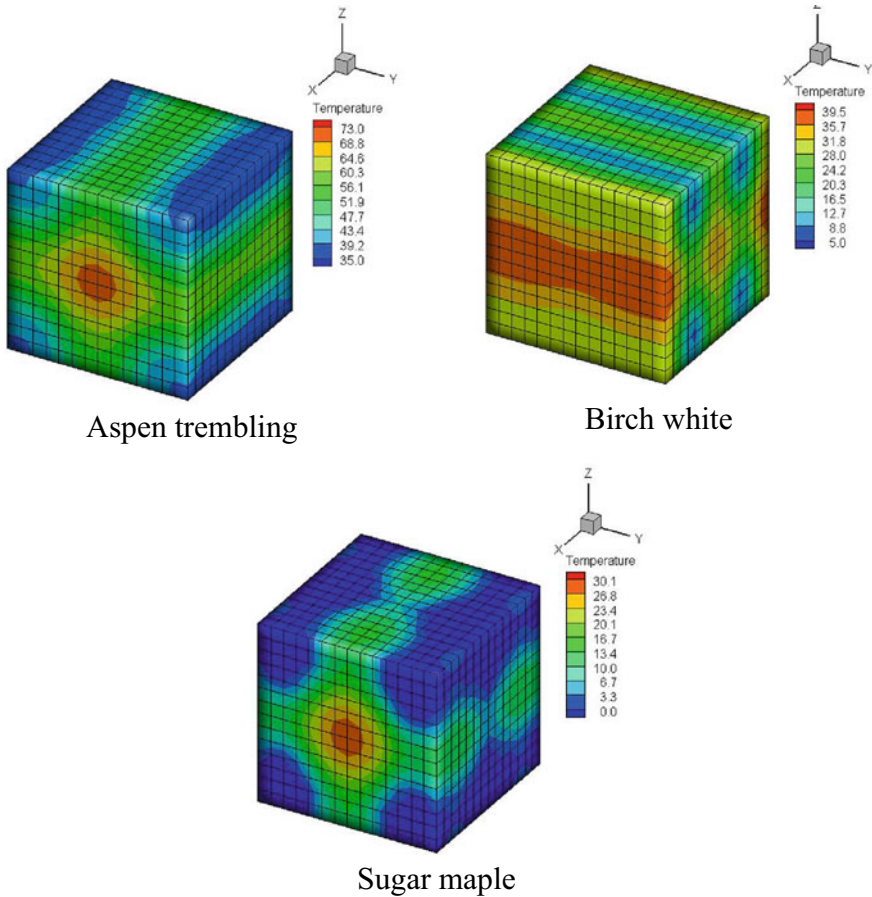 Z
X
Y
Temperature
73.0
68.8
64.6
60.3
56.1
51.9
47.7
43.4
39.2
35.0
Aspen trembling
Z
X
Y
Temperature
39.5
35.7
31.8
28.0
24.2
20.3
16.5
12.7
8.8
5.0
Birch white
Z
X
Y
Temperature
30.1
26.8
23.4
20.1
16.7
13.4
10.0
6.7
3.3
0.0
Sugar maple